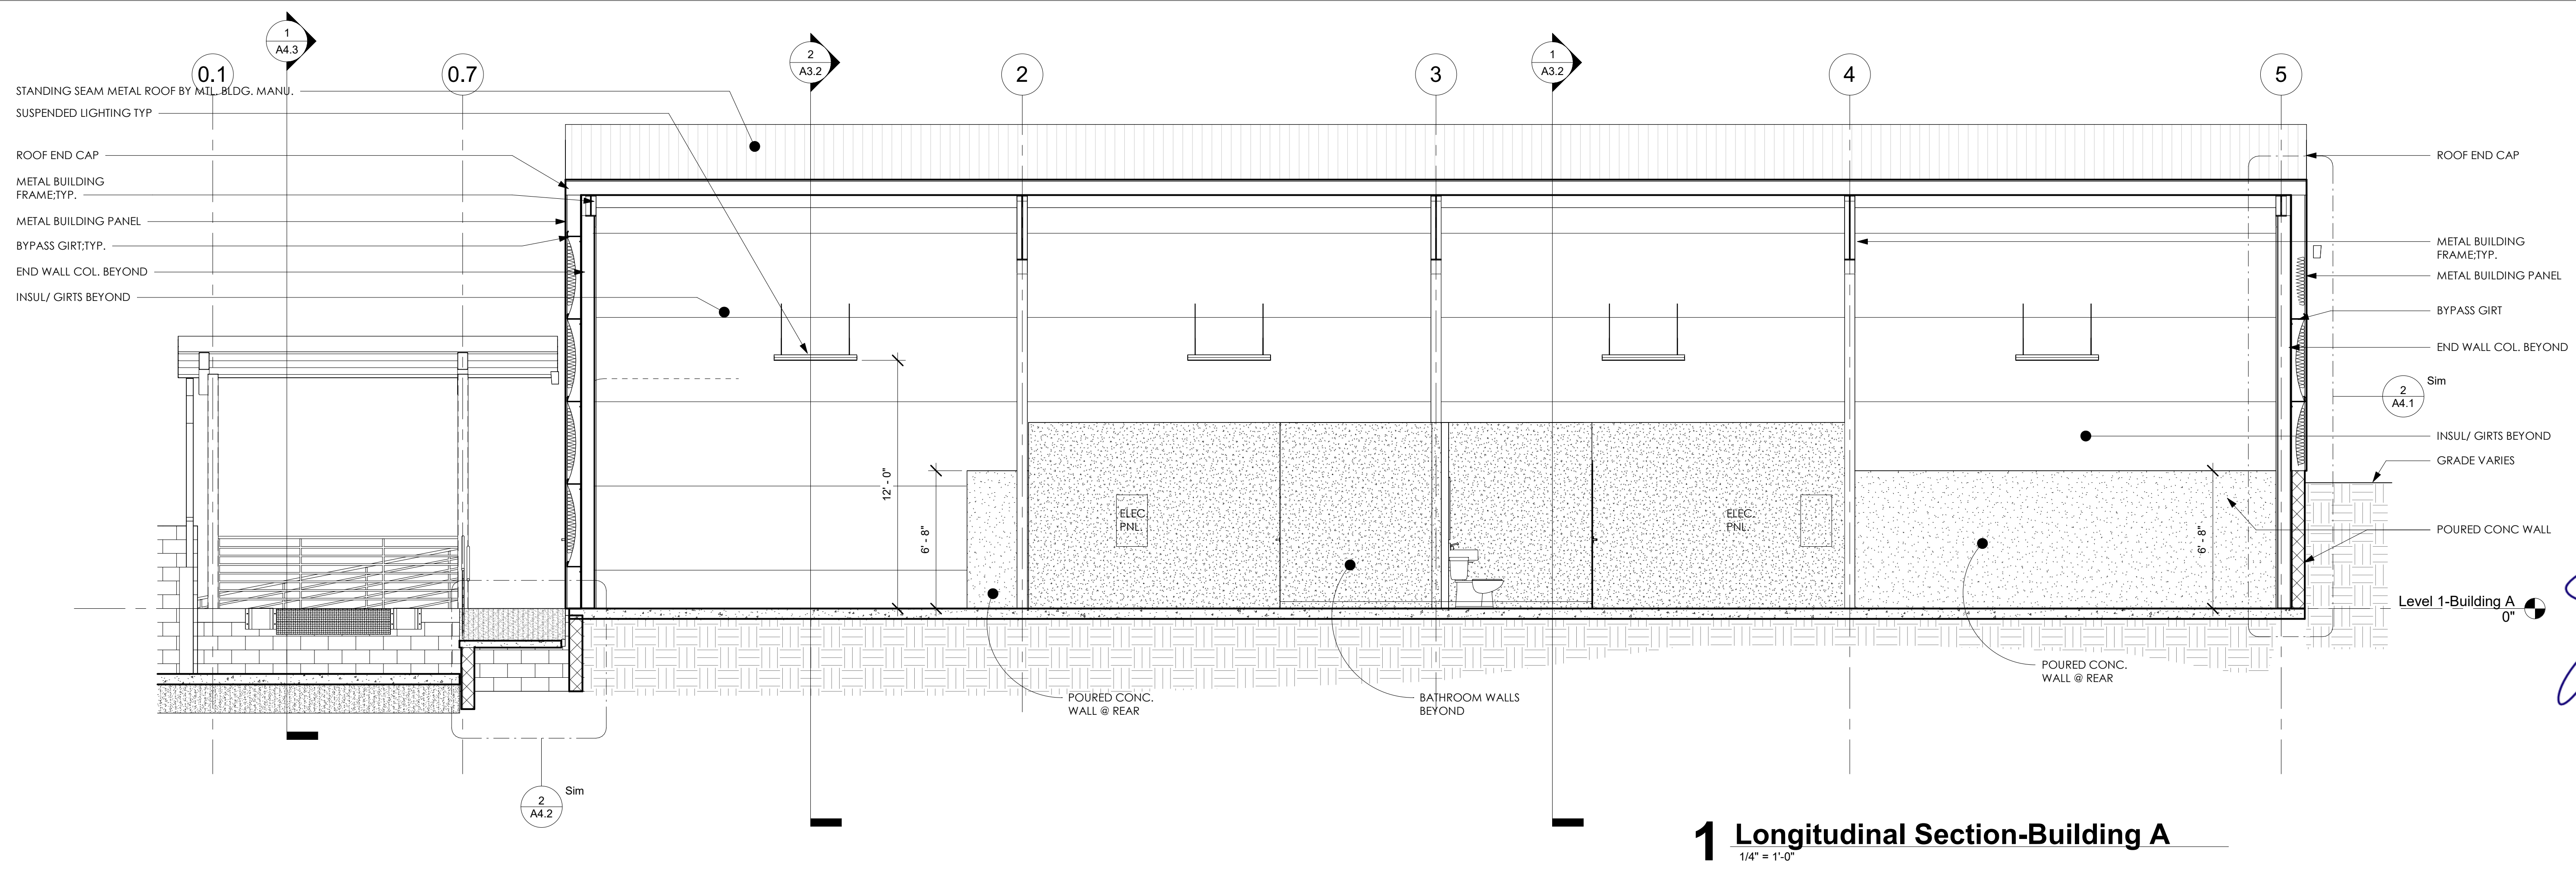 1
A4.3
2
A3.2
1
A3.2
0.1
0.7
2
3
4
5
STANDING SEAM METAL ROOF BY MTL. BLDG. MANU.
SUSPENDED LIGHTING TYP
ROOF END CAP
METAL BUILDING
FRAME;TYP.
METAL BUILDING PANEL
BYPASS GIRT;TYP.
END WALL COL. BEYOND
INSUL/ GIRTS BEYOND
ROOF END CAP
METAL BUILDING
FRAME;TYP.
METAL BUILDING PANEL
BYPASS GIRT
END WALL COL. BEYOND
2
A4.1
Sim
INSUL/ GIRTS BEYOND
GRADE VARIES
POURED CONC WALL
12' - 0"
6' - 8"
ELEC.
PNL.
ELEC.
PNL.
6' - 8"
Level 1-Building A
0"
POURED CONC.
WALL @ REAR
BATHROOM WALLS
BEYOND
POURED CONC.
WALL @ REAR
2
A4.2
Sim
1 Longitudinal Section-Building A
1/4" = 1'-0"